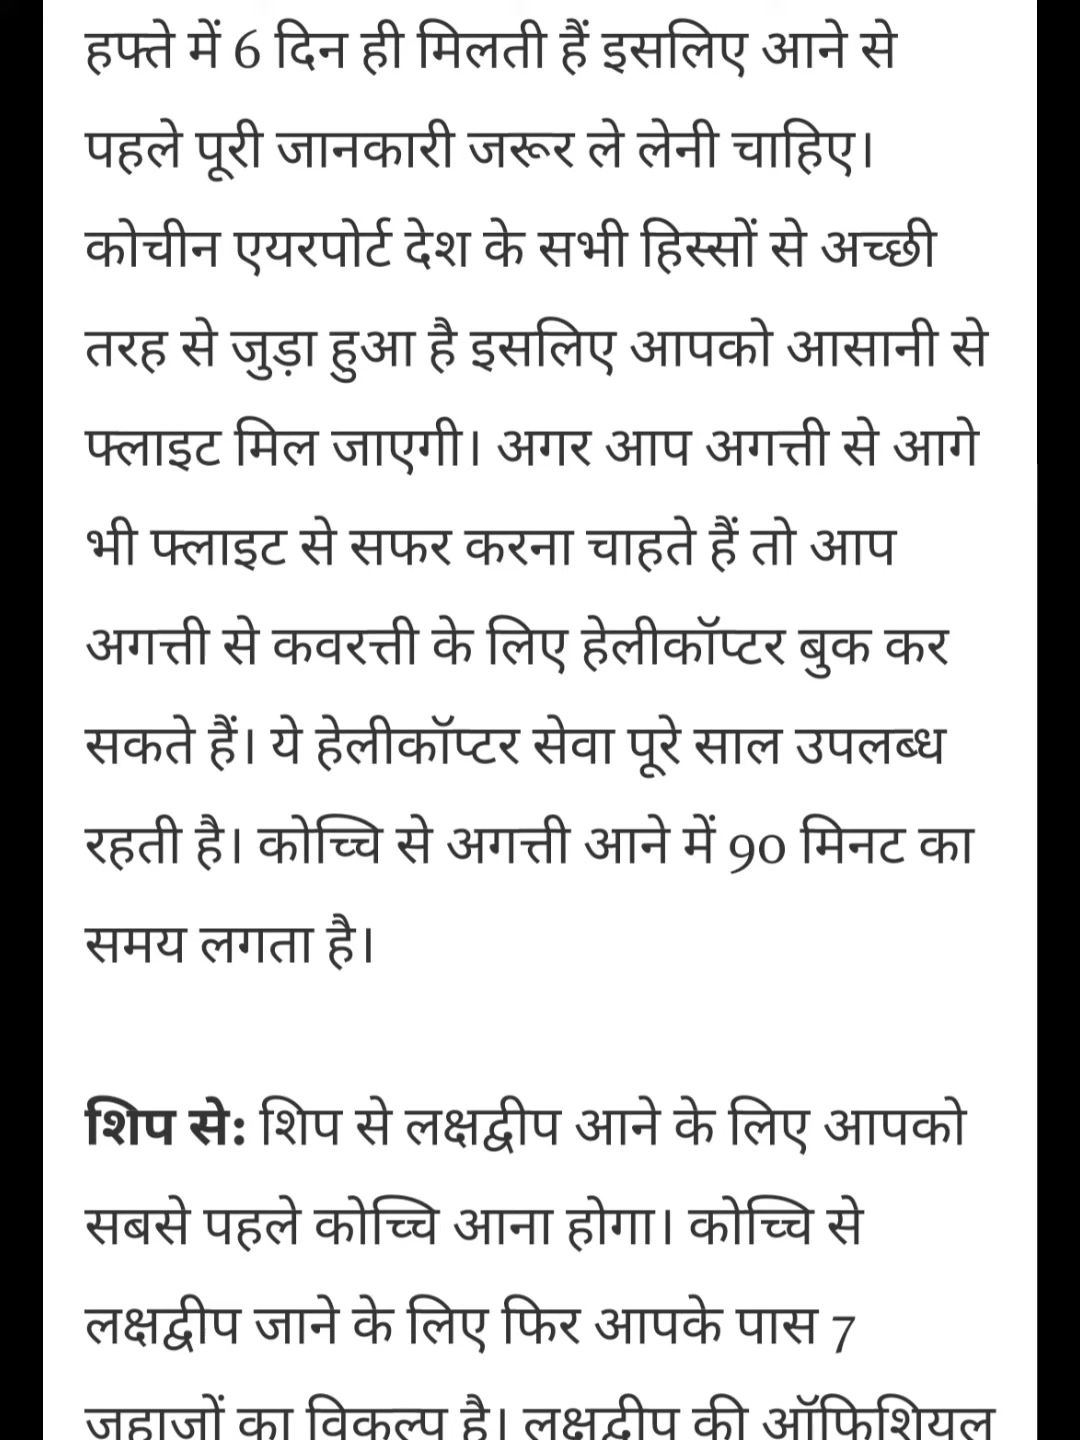 हफ्ते में 6 दिन ही मिलती हैं इसलिए आने से
पहले पूरी जानकारी जरूर ले लेनी चाहिए।
कोचीन एयरपोर्ट देश के सभी हिस्सों से अच्छी
तरह से जुड़ा हुआ है इसलिए आपको आसानी से
फ्लाइट मिल जाएगी। अगर आप अगत्ती से आगे
भी फ्लाइट से सफर करना चाहते हैं तो आप
अगत्ती से कवरत्ती के लिए हेलीकॉप्टर बुक कर
सकते हैं। ये हेलीकॉप्टर सेवा पूरे साल उपलब्ध
रहती है। कोच्चि से अगत्ती आने में 90 मिनट का
समय लगता है।
शिप से: शिप से लक्षद्वीप आने के लिए आपको
सबसे पहले कोच्चि आना होगा। कोच्चि से
लक्षद्वीप जाने के लिए फिर आपके पास 7
जहाजों का विकल्प है। लक्षद्वीप की ऑफिशियल